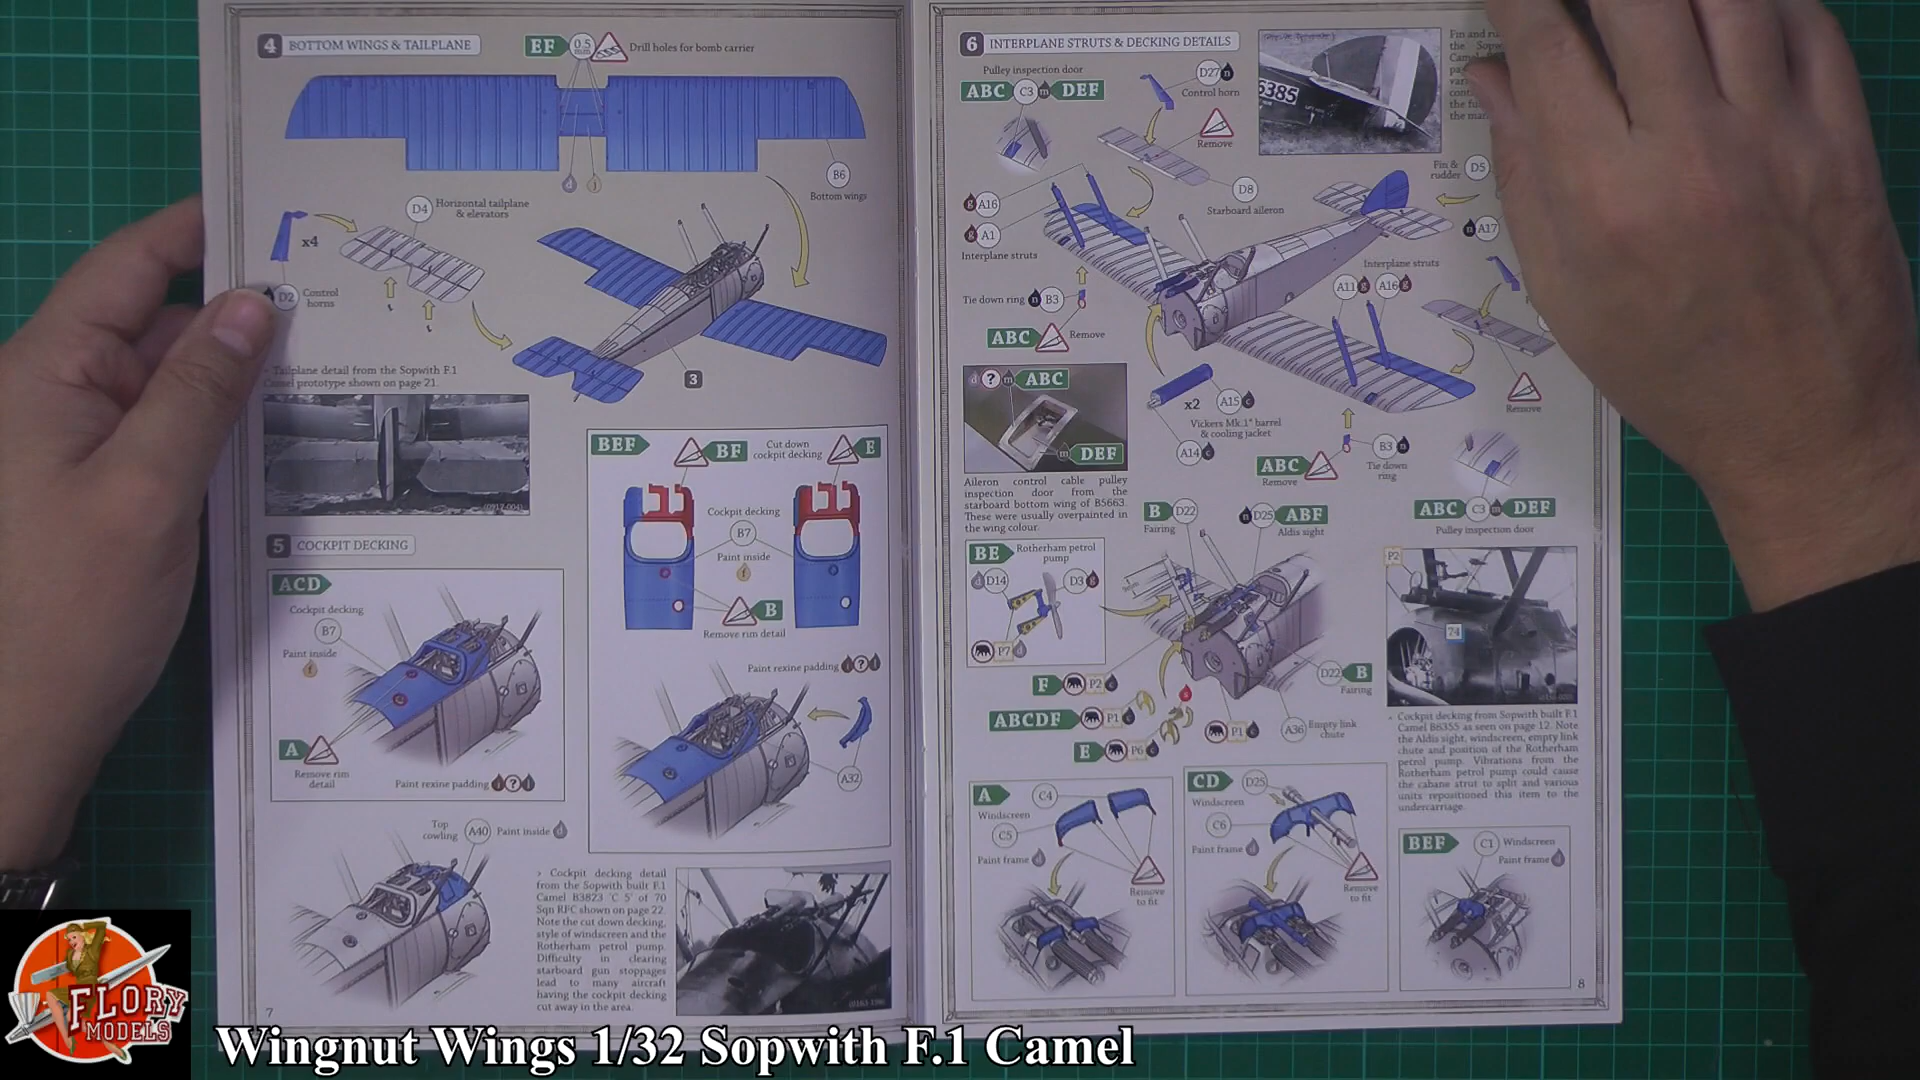 4 BOTTOM WINGS & TAILPLANE
EF 0.5 mm Drill holes for bomb carrier
d j
B6
Bottom wings
D4 Horizontal tailplane
& elevators
x4
D2 Control
horns
3
Tailplane detail from the Sopwith F.1
Camel prototype shown on page 21.
5 COCKPIT DECKING
ACD
Cockpit decking
B7
Paint inside
f
A
Remove rim
detail
Paint rexine padding ?
BEF
BF
Cut down
cockpit decking
E
Cockpit decking
B7
Paint inside
f
B
Remove rim detail
Paint rexine padding ?
A32
Top
cowling
A40 Paint inside d
> Cockpit decking detail
from the Sopwith built F.1
Camel B3823 'C 5' of 70
Sqn RFC shown on page 22.
Note the cut down decking,
style of windscreen and the
Rotherham petrol pump.
Difficulty in clearing
starboard gun stoppages
lead to many aircraft
having the cockpit decking
cut away in the area.
7
6 INTERPLANE STRUTS & DECKING DETAILS
Pulley inspection door
ABC C3 m DEF
D27 n
Control horn
Remove
D8
Starboard aileron
6385
Fin and
the
Fin &
rudder
D5
n A17
g A16
g A1
Interplane struts
Interplane struts
A11 g A16 g
Tie down ring n B3
ABC Remove
d ? m ABC
m DEF
Aileron control cable pulley
inspection door from the
starboard bottom wing of B5663.
These were usually overpainted in
the wing colour.
x2 A15 c
Vickers Mk.1* barrel
& cooling jacket
A14 c
Remove
B3 n
Tie down
ring
ABC
Remove
ABC C3 m DEF
Pulley inspection door
B D22
Fairing
n D25 ABF
Aldis sight
BE Rotherham petrol
pump
d D14
D3 g
P7 d
F P2 c
ABCDF P1 c
E P6 c
s
P1 c
D22 B
Fairing
A36 Empty link
chute
P2
74
Cockpit decking from Sopwith built F.1
Camel B6355 as seen on page 12. Note
the Aldis sight, windscreen, empty link
chute and position of the Rotherham
petrol pump. Vibrations from the
Rotherham petrol pump could cause
the cabane strut to split and various
units repositioned this item to the
undercarriage.
A C4
Windscreen
C5
Paint frame d
Remove
to fit
CD D25
Windscreen
C6
Paint frame d
Remove
to fit
BEF C1 Windscreen
Paint frame d
8
FLORY
MODELS
Wingnut Wings 1/32 Sopwith F.1 Camel